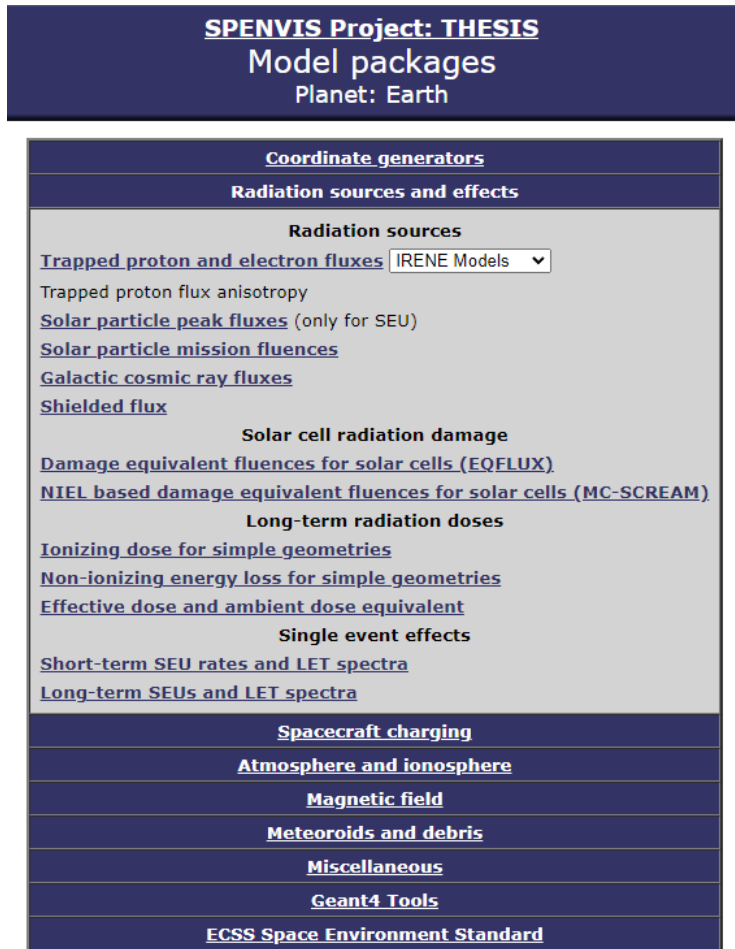 SPENVIS Project: THESIS
Model packages
Planet: Earth
Coordinate generators
Radiation sources and effects
Radiation sources
Trapped proton and electron fluxes IRENE Models
Trapped proton flux anisotropy
Solar particle peak fluxes (only for SEU)
Solar particle mission fluences
Galactic cosmic ray fluxes
Shielded flux
Solar cell radiation damage
Damage equivalent fluences for solar cells (EQFLUX)
NIEL based damage equivalent fluences for solar cells (MC-SCREAM)
Long-term radiation doses
Ionizing dose for simple geometries
Non-ionizing energy loss for simple geometries
Effective dose and ambient dose equivalent
Single event effects
Short-term SEU rates and LET spectra
Long-term SEUs and LET spectra
Spacecraft charging
Atmosphere and ionosphere
Magnetic field
Meteoroids and debris
Miscellaneous
Geant4 Tools
ECSS Space Environment Standard